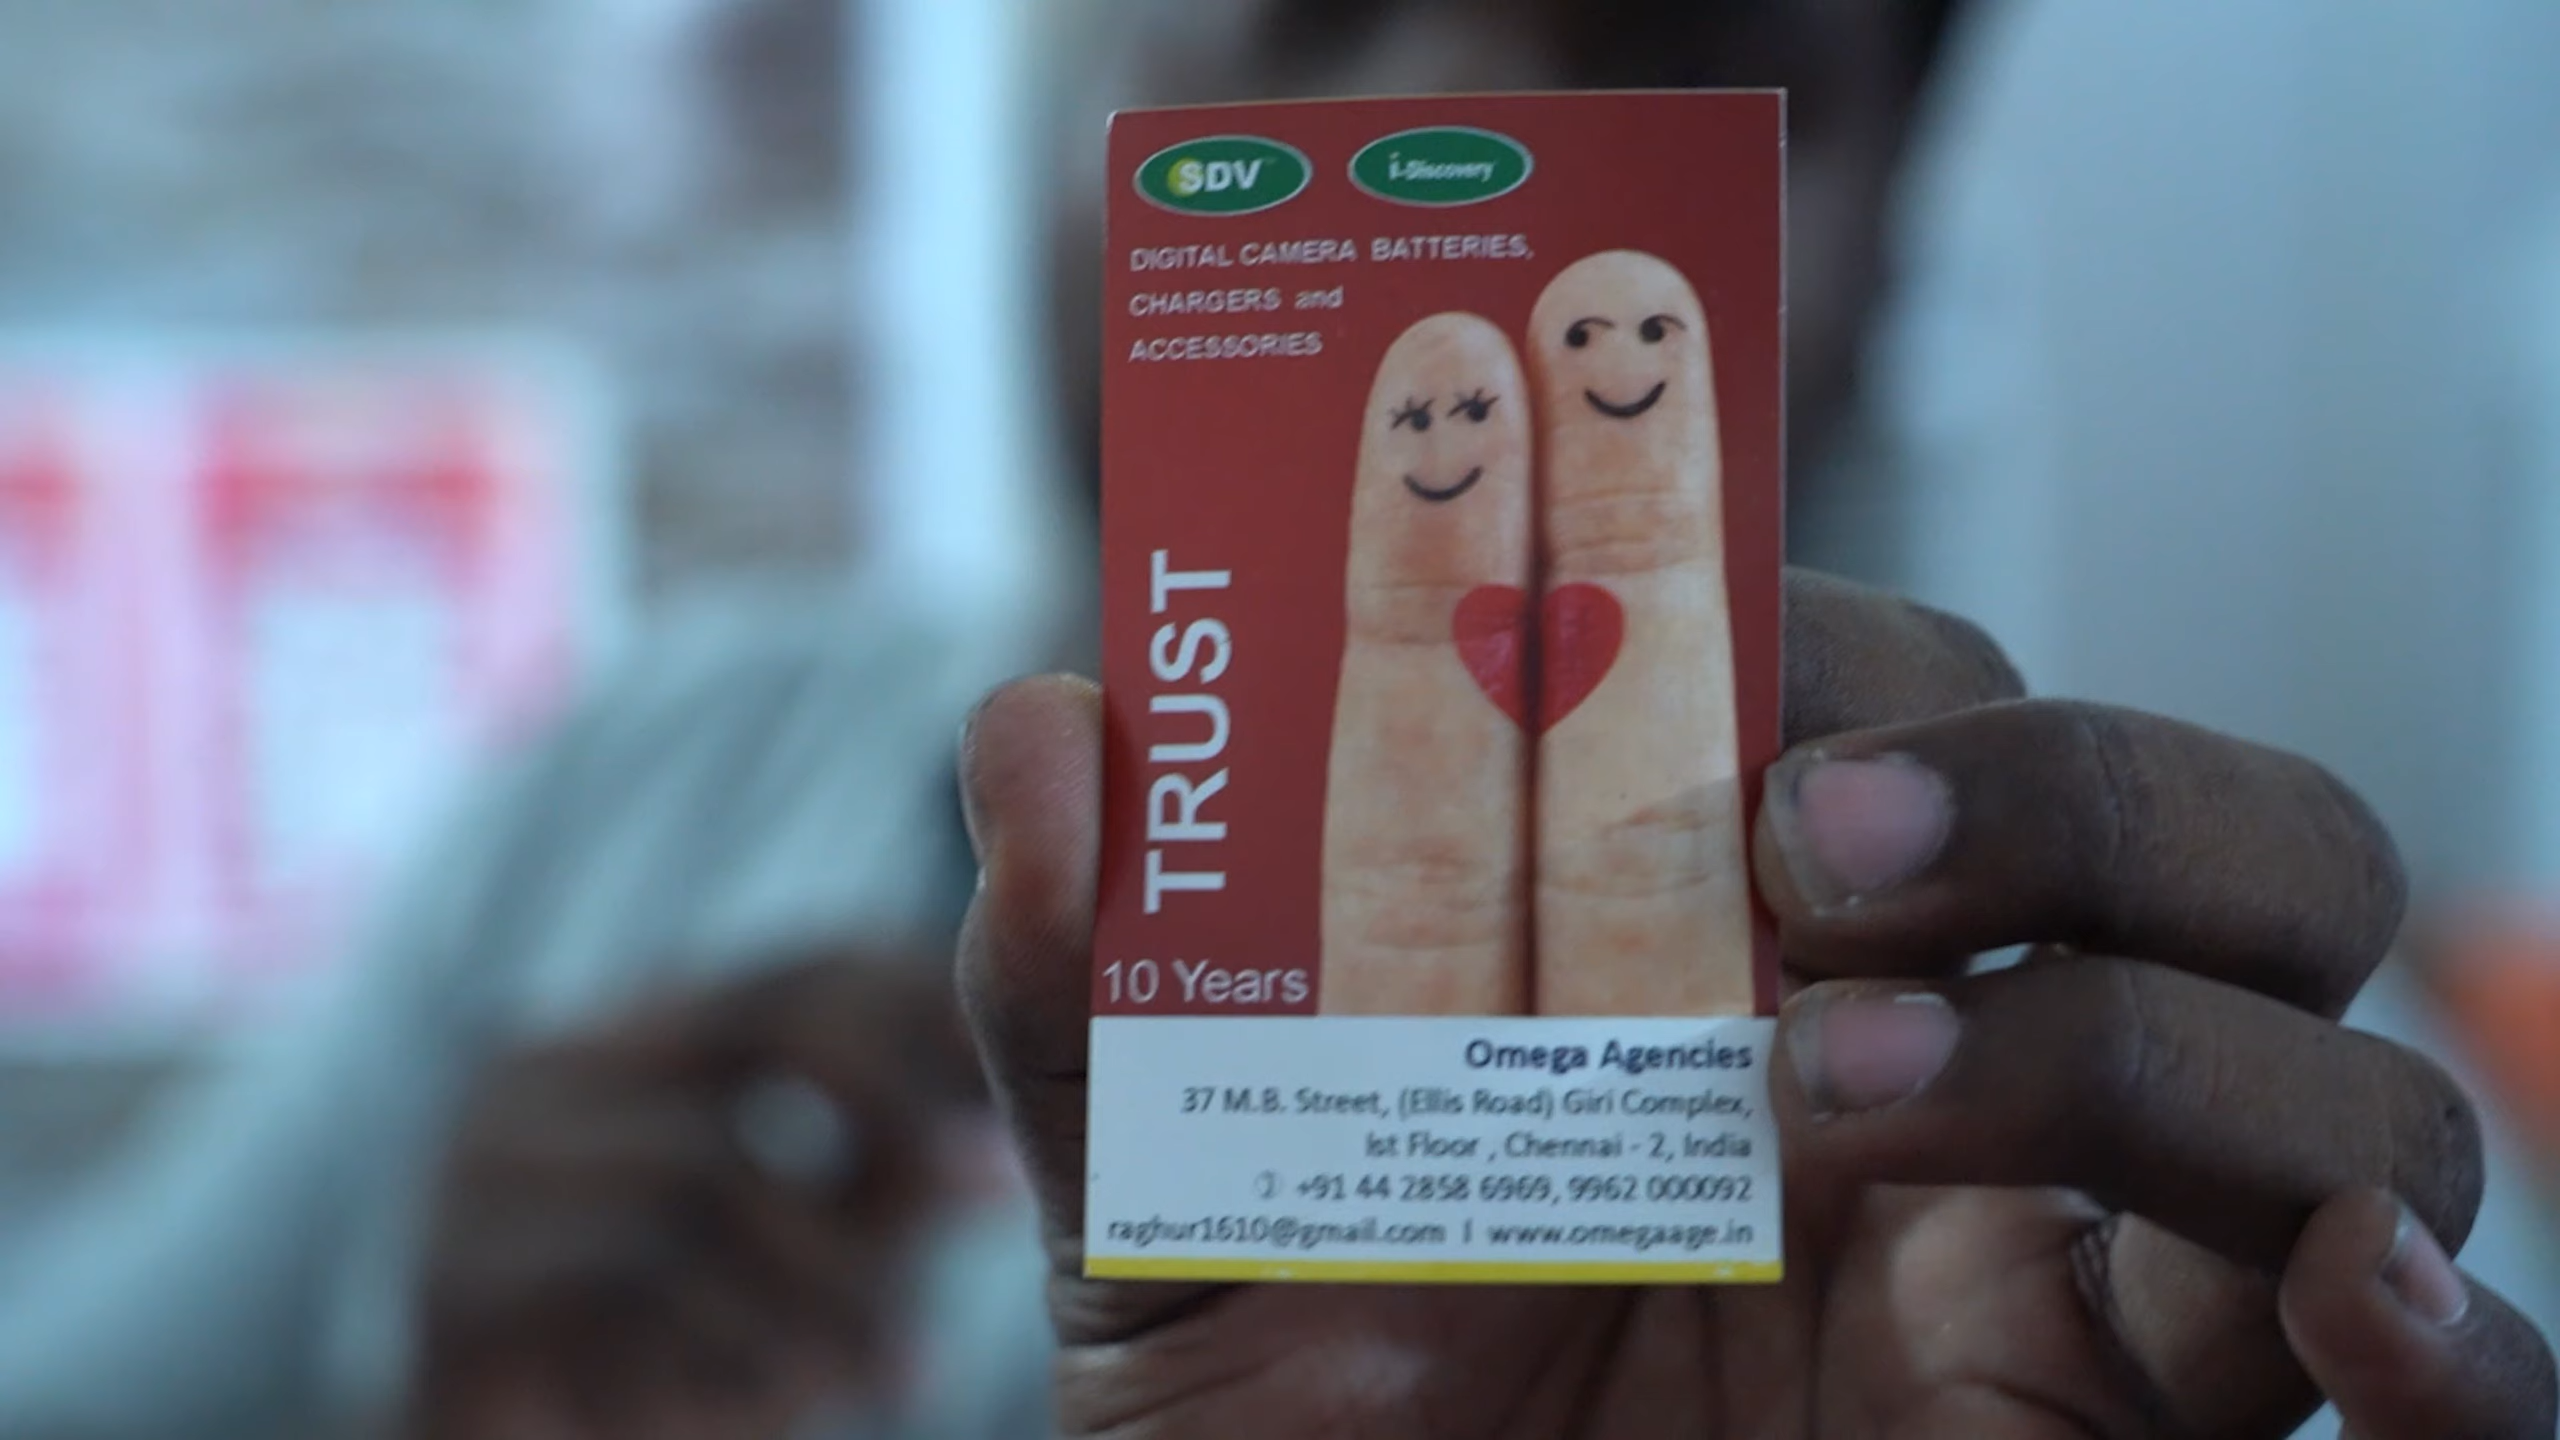 SDV
i-Discovery
DIGITAL CAMERA BATTERIES,
CHARGERS and
ACCESSORIES
TRUST
10 Years
Omega Agencies
37 M.B. Street, (Ellis Road) Giri Complex,
Ist Floor , Chennai - 2, India
+91 44 2858 6969, 9962 000092
raghur1610@gmail.com | www.omegaage.in